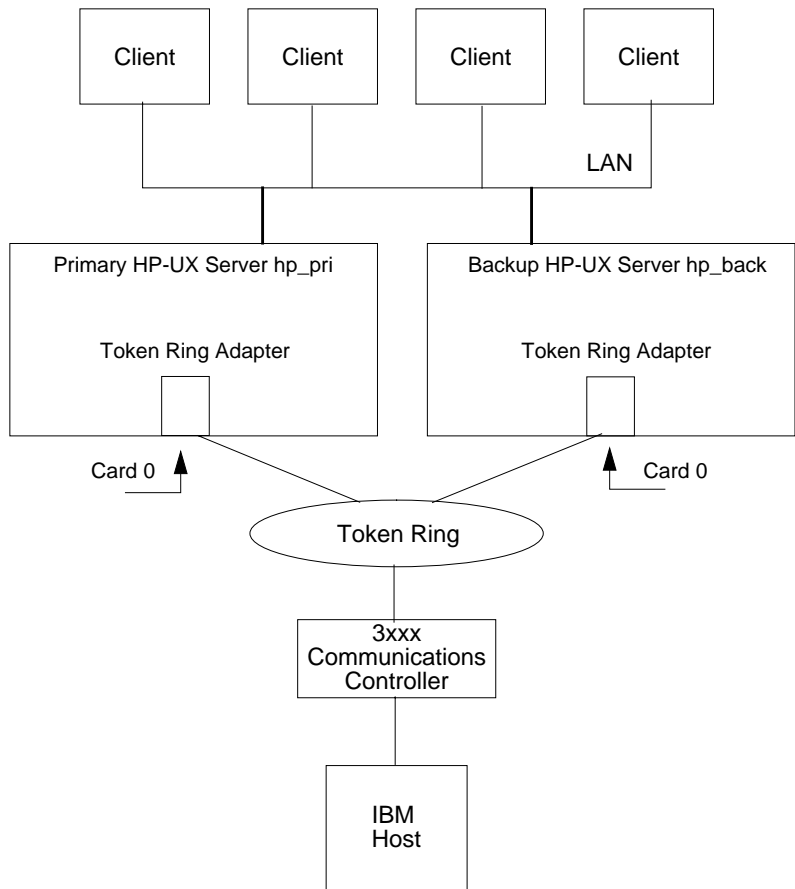 Client
Client
Client
Client
LAN
Primary HP-UX Server hp_pri
Backup HP-UX Server hp_back
Token Ring Adapter
Token Ring Adapter
Card 0
Card 0
Token Ring
3xxx
Communications
Controller
IBM
Host